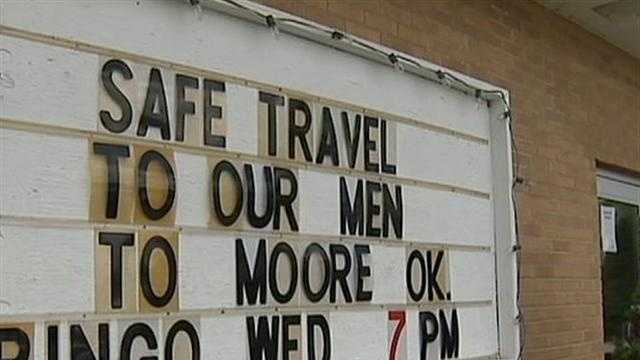 SAFE TRAVEL
TO OUR MEN
TO MOORE OK.
BINGO WED 7 PM